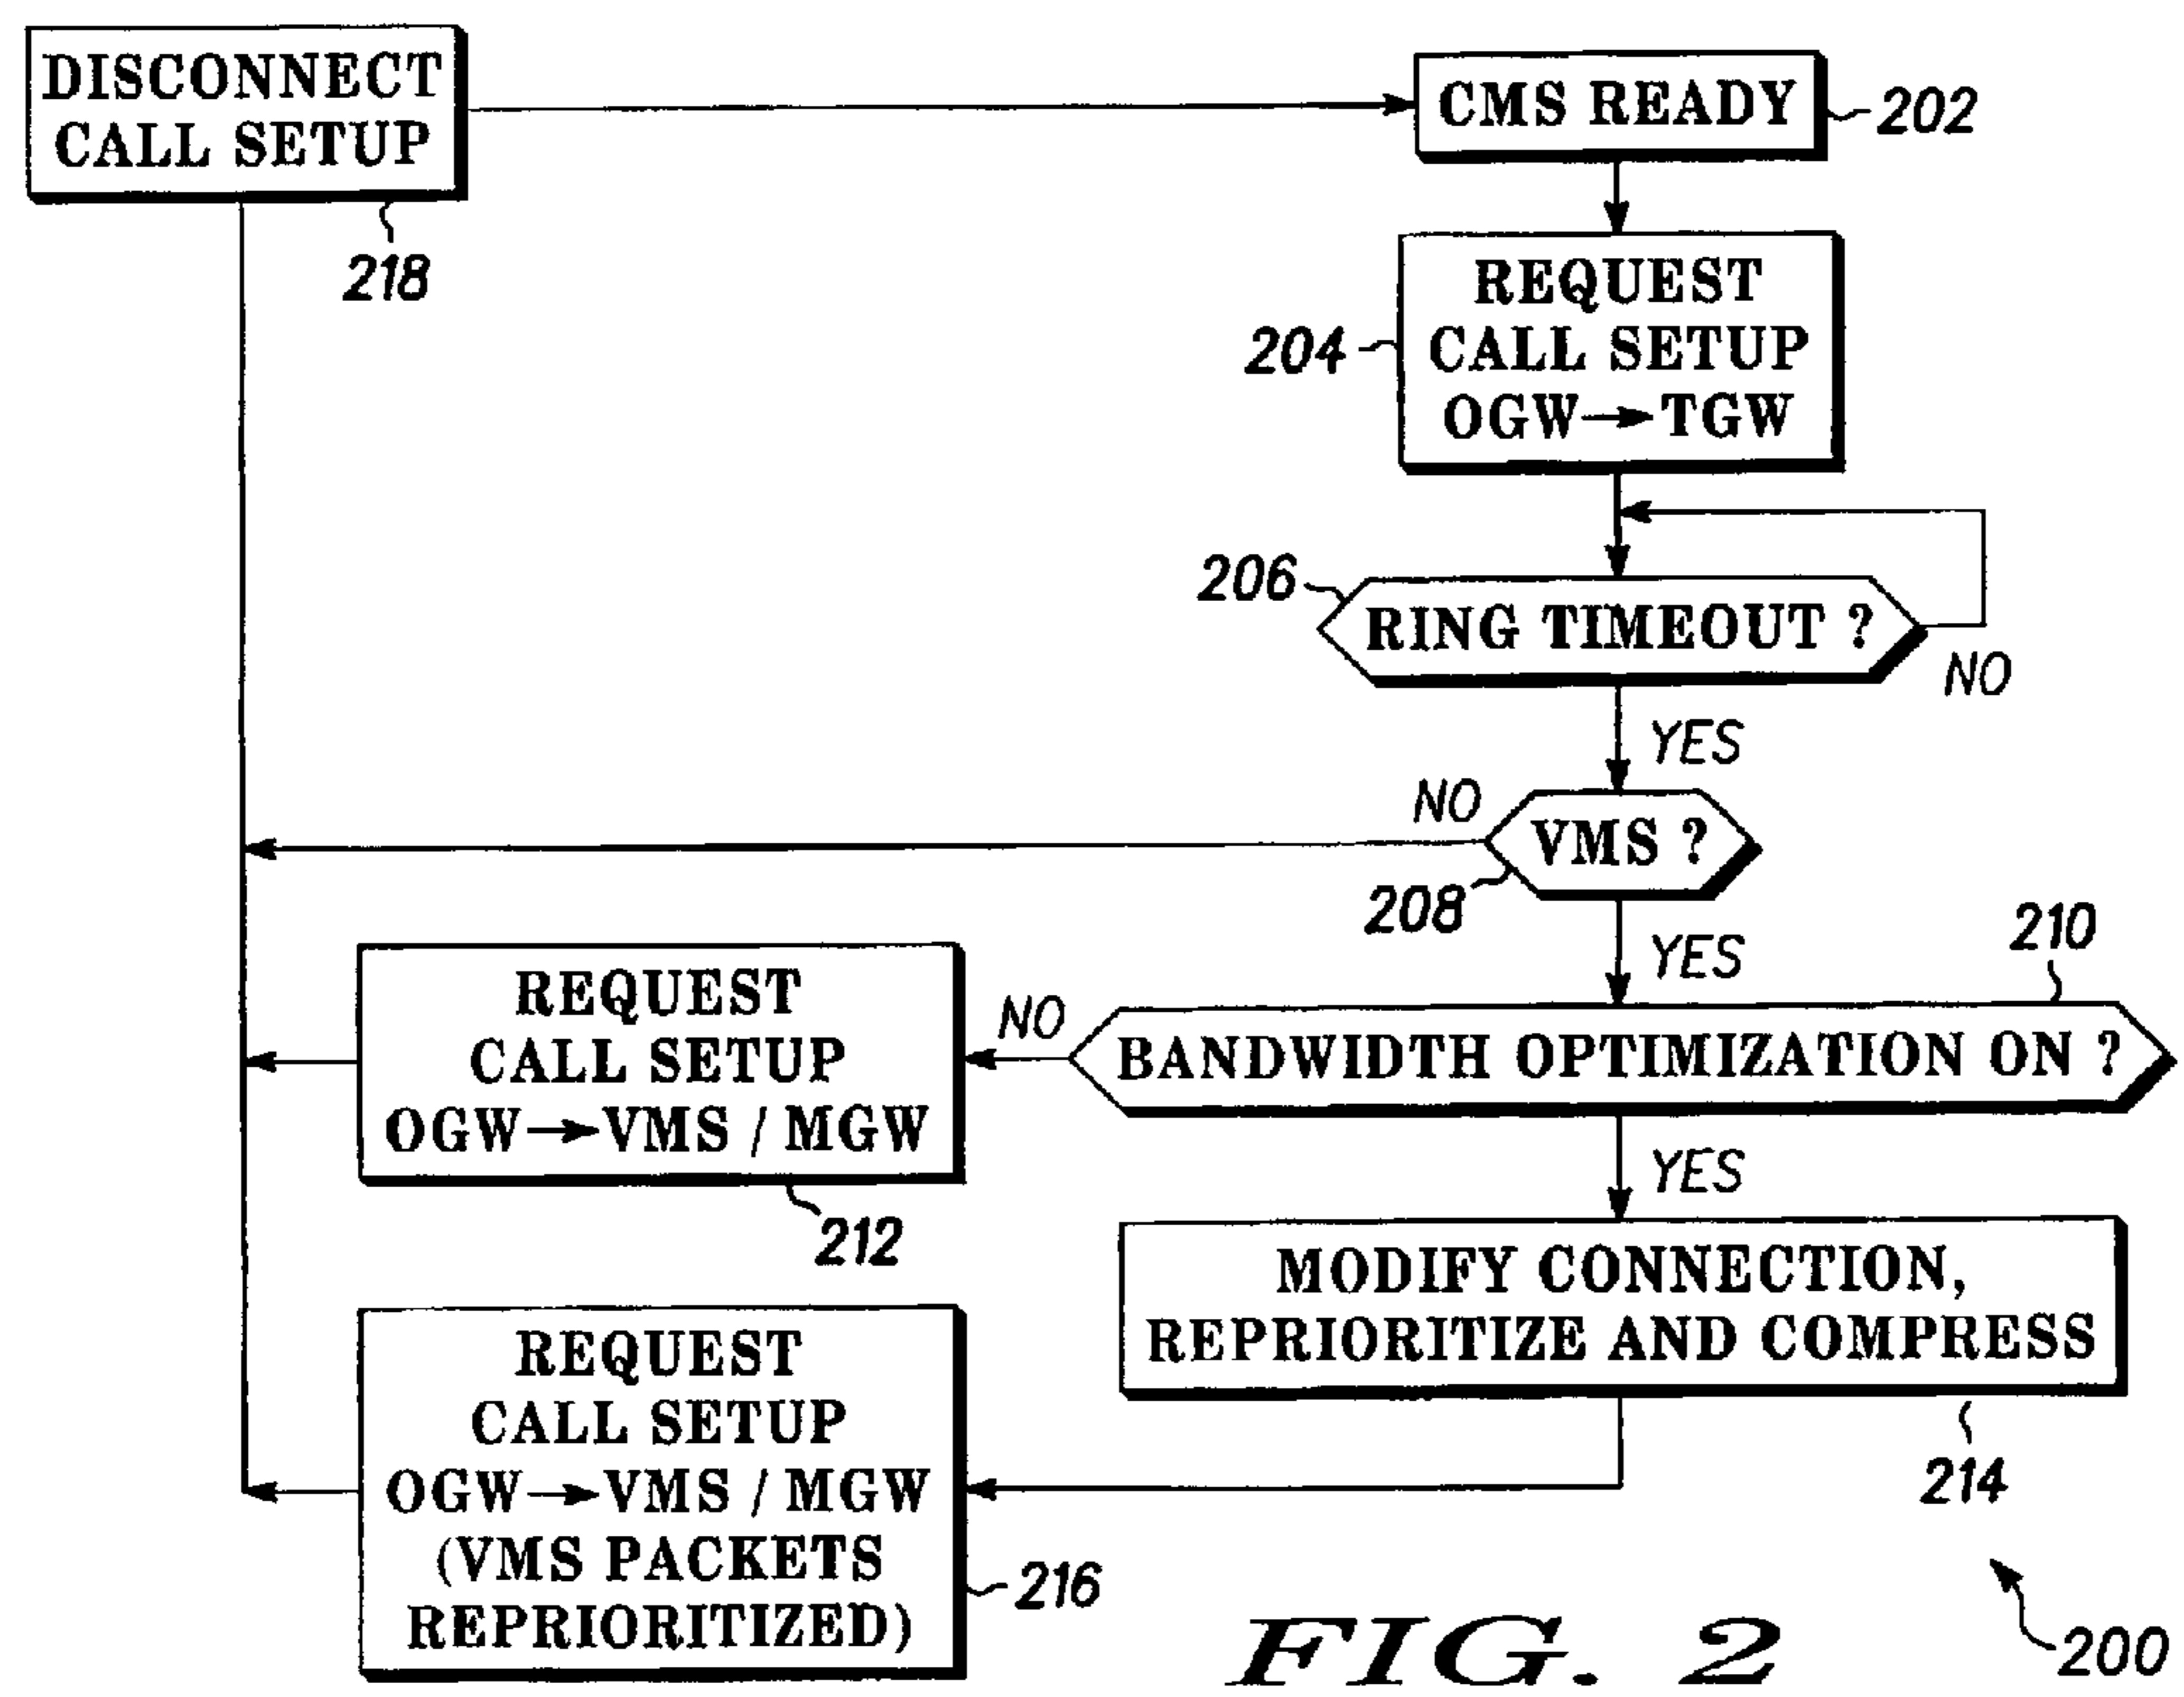 DISCONNECT
CALL SETUP
218
CMS READY
202
REQUEST
CALL SETUP
OGW→TGW
204
206
RING TIMEOUT ?
NO
YES
NO
VMS ?
208
YES
210
BANDWIDTH OPTIMIZATION ON ?
NO
REQUEST
CALL SETUP
OGW→VMS / MGW
212
YES
MODIFY CONNECTION,
REPRIORITIZE AND COMPRESS
214
REQUEST
CALL SETUP
OGW→VMS / MGW
(VMS PACKETS
REPRIORITIZED)
216
FIG. 2
200